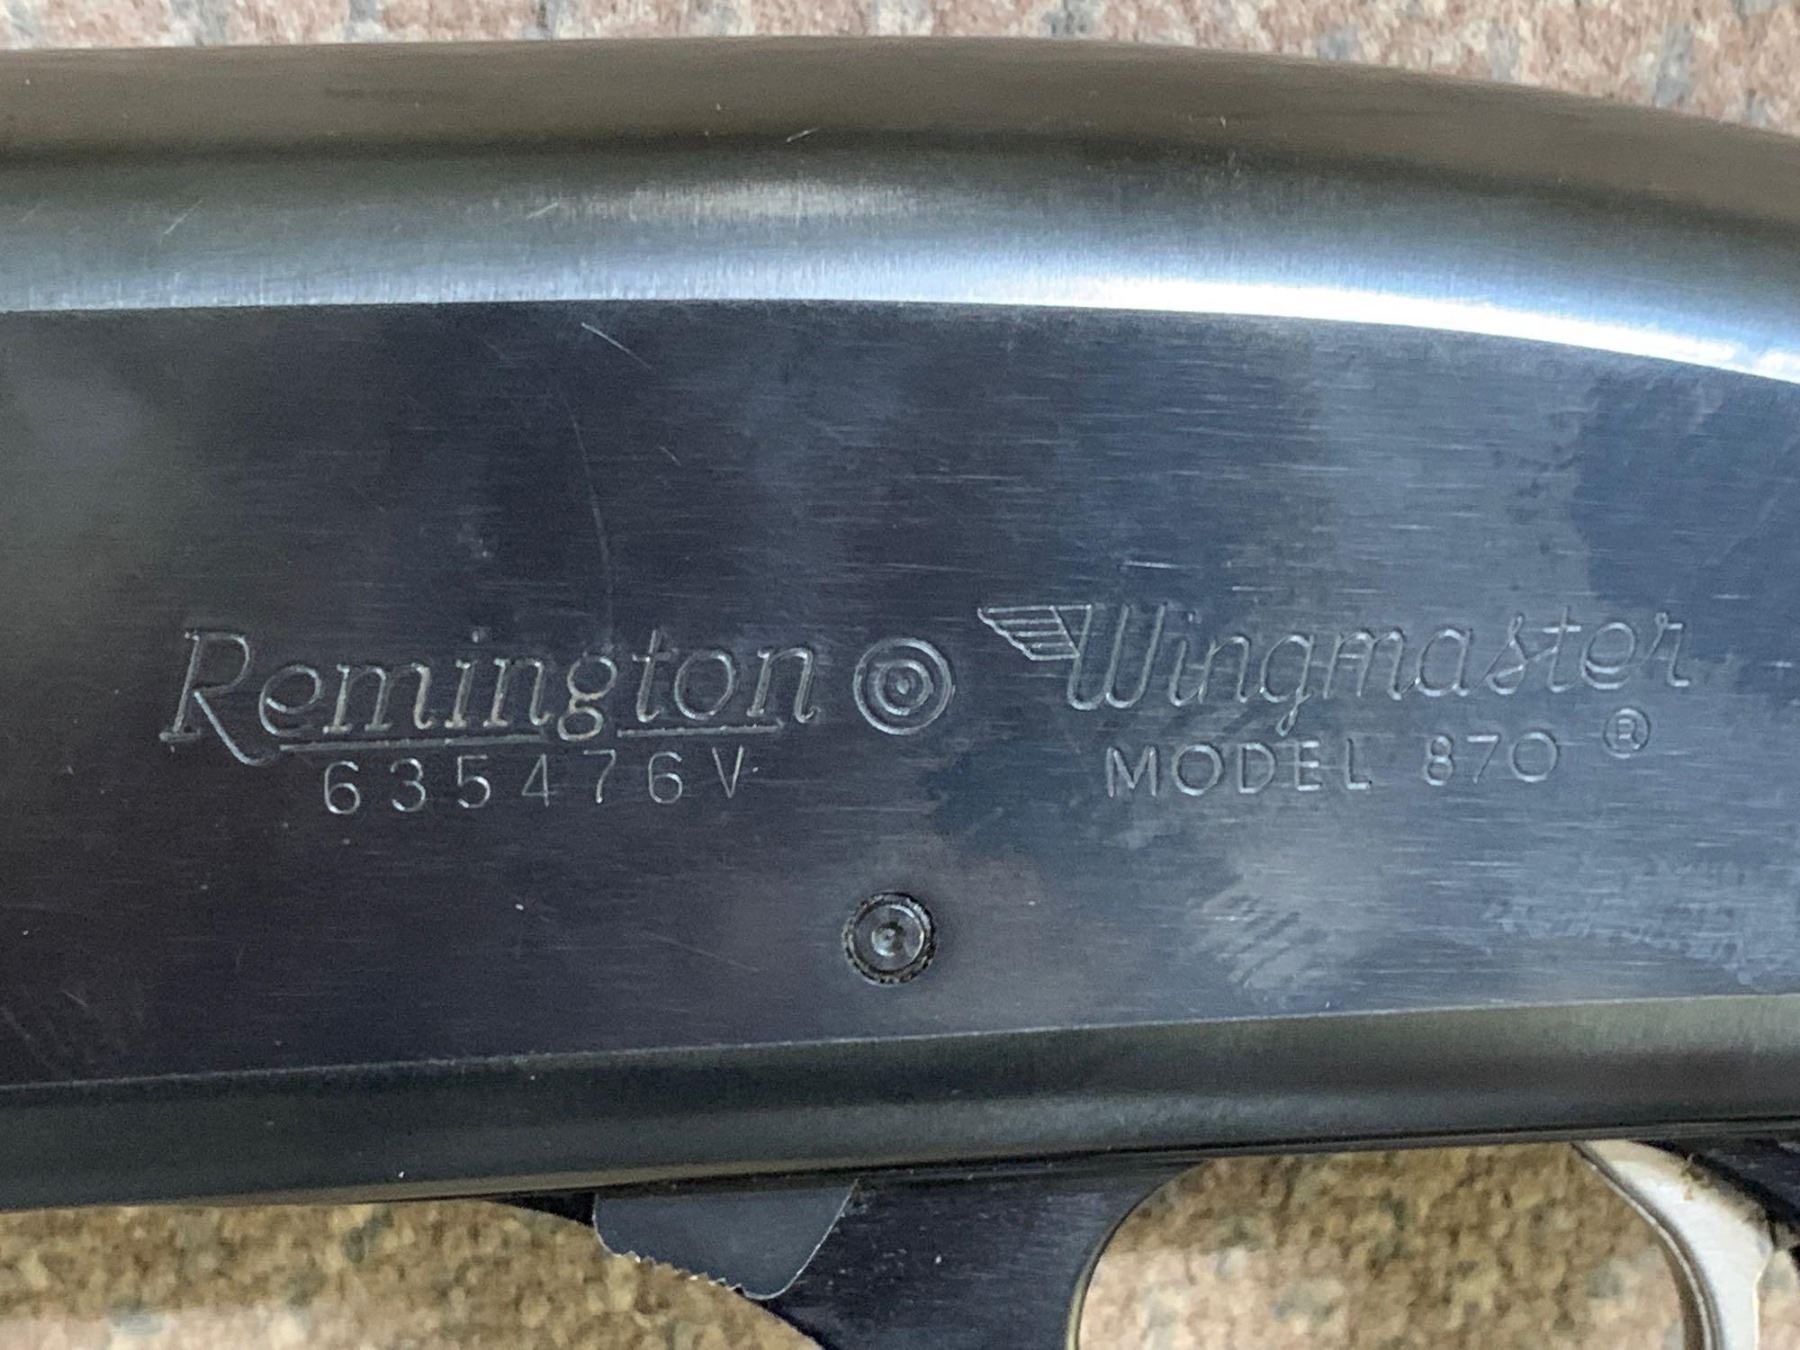 Remington
635476V
Wingmaster
MODEL 870 ®